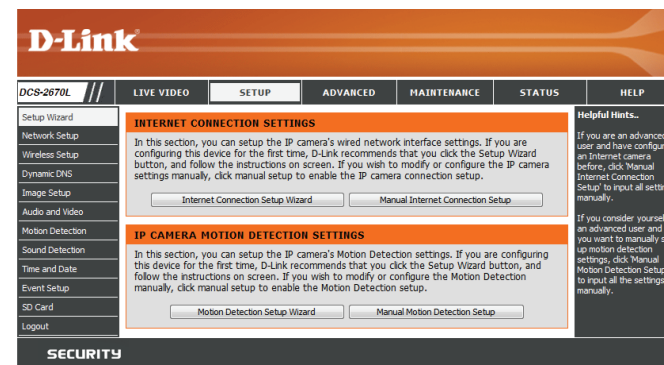 D-Link
DCS-2670L
LIVE VIDEO
SETUP
ADVANCED
MAINTENANCE
STATUS
HELP
Setup Wizard
Network Setup
Wireless Setup
Dynamic DNS
Image Setup
Audio and Video
Motion Detection
Sound Detection
Time and Date
Event Setup
SD Card
Logout
INTERNET CONNECTION SETTINGS
In this section, you can setup the IP camera's wired network interface settings. If you are
configuring this device for the first time, D-Link recommends that you click the Setup Wizard
button, and follow the instructions on screen. If you wish to modify or configure the IP camera
settings manually, click manual setup to enable the IP camera connection setup.
Internet Connection Setup Wizard
Manual Internet Connection Setup
IP CAMERA MOTION DETECTION SETTINGS
In this section, you can setup the IP camera's Motion Detection settings. If you are configuring
this device for the first time, D-Link recommends that you click the Setup Wizard button, and
follow the instructions on screen. If you wish to modify or configure the Motion Detection
manually, click manual setup to enable the Motion Detection setup.
Motion Detection Setup Wizard
Manual Motion Detection Setup
Helpful Hints..
If you are an advanced
user and have configur
an Internet camera
before, click 'Manual
Internet Connection
Setup' to input all settin
manually.
If you consider yoursel
an advanced user and
you want to manually s
up motion detection
settings, click 'Manual
Motion Detection Setup
to input all the settings
manually.
SECURITY